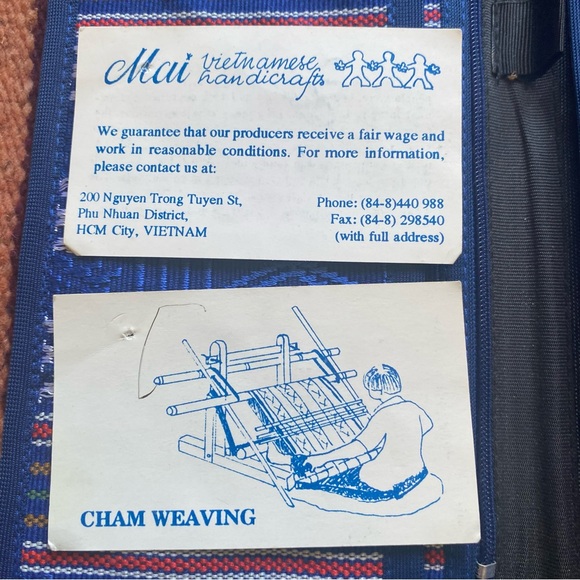 Mai vietnamese
handicrafts
We guarantee that our producers receive a fair wage and
work in reasonable conditions. For more information,
please contact us at:
200 Nguyen Trong Tuyen St,
Phu Nhuan District,
HCM City, VIETNAM
Phone: (84-8)440 988
Fax: (84-8) 298540
(with full address)
CHAM WEAVING